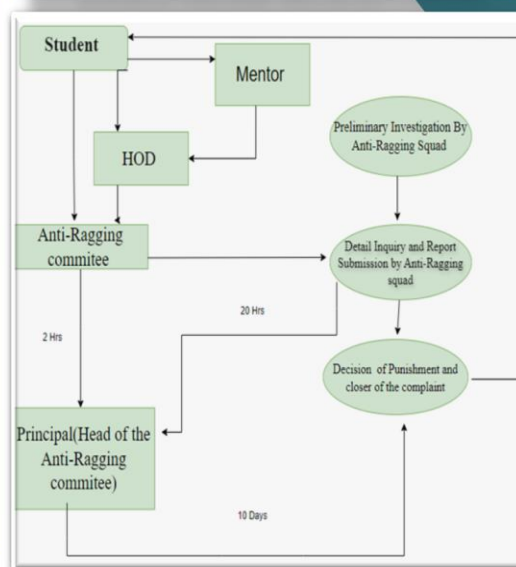 Student
Mentor
HOD
Preliminary Investigation By
Anti-Ragging Squad
Anti-Ragging
commitee
Detail Inquiry and Report
Submission by Anti-Ragging
squad
20 Hrs
2 Hrs
Decision of Punishment and
closer of the complaint
Principal(Head of the
Anti-Ragging
commitee)
10 Days